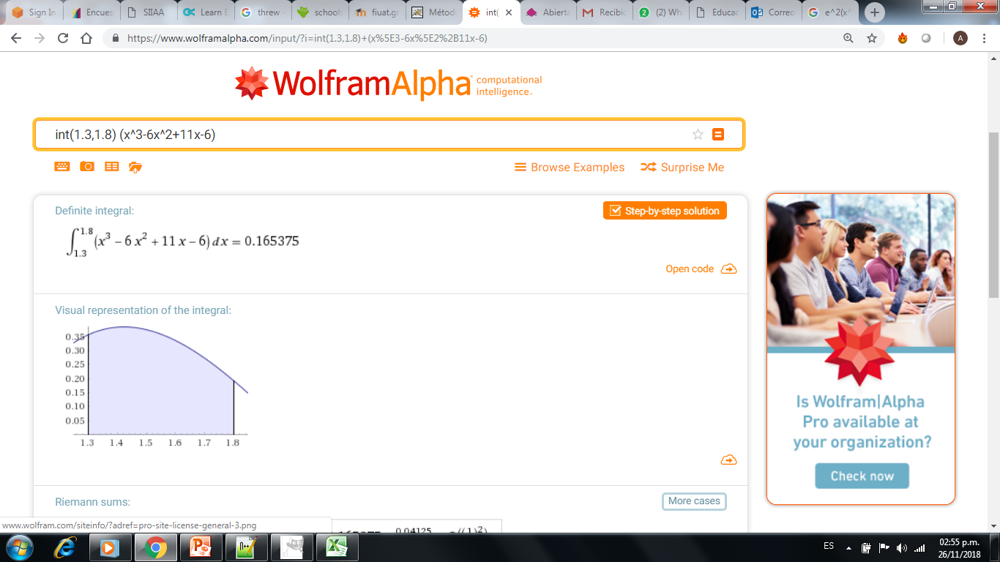 Sign In
Encues
SIIAA
Learn E
threw -
schools
fiuat.gr
Métod
int(
Abierta
Recibid
(2) Wh
Educac
Correo
e^2(x^
https://www.wolframalpha.com/input/?i=int(1.3,1.8)+(x%5E3-6x%5E2%2B11x-6)
A
WolframAlpha computational intelligence™
int(1.3,1.8) (x^3-6x^2+11x-6)
Browse Examples Surprise Me
Definite integral:
Step-by-step solution
∫_{1.3}^{1.8} (x³ − 6 x² + 11 x − 6) dx = 0.165375
Open code
Visual representation of the integral:
0.35
0.30
0.25
0.20
0.15
0.10
0.05
1.3 1.4 1.5 1.6 1.7 1.8
Riemann sums:
More cases
Is Wolfram|Alpha
Pro available at
your organization?
Check now
www.wolfram.com/siteinfo/?adref=pro-site-license-general-3.png
ES
02:55 p.m.
26/11/2018